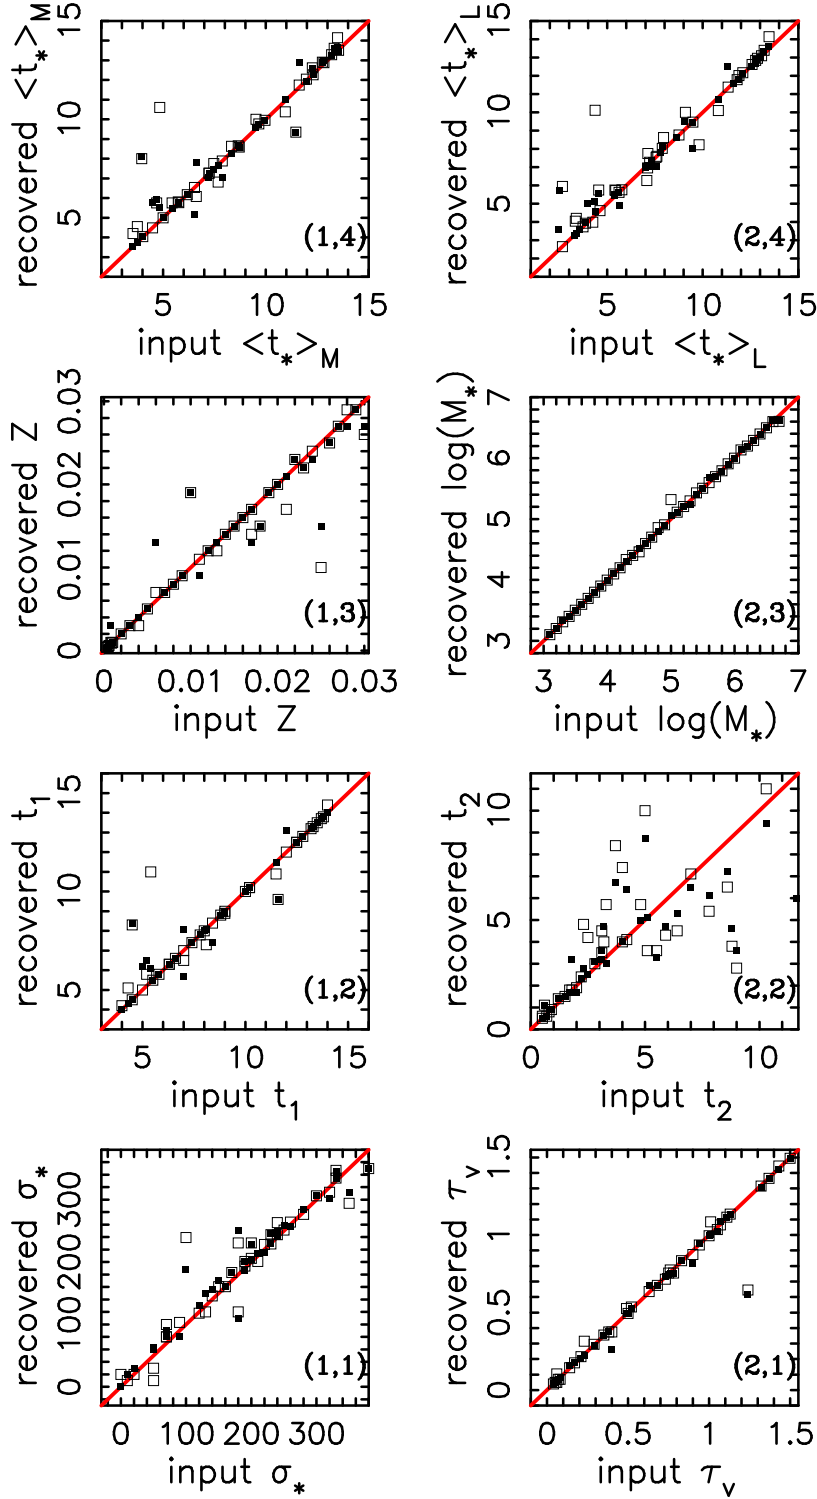 recovered <t*>M
15
10
5
(1,4)
5 10 15
input <t*>M
recovered <t*>L
15
10
5
(2,4)
5 10 15
input <t*>L
recovered Z
0.03
0.02
0.01
0
(1,3)
0 0.01 0.02 0.03
input Z
recovered log(M*)
7
6
5
4
3
(2,3)
3 4 5 6 7
input log(M*)
recovered t1
15
10
5
(1,2)
5 10 15
input t1
recovered t2
10
5
0
(2,2)
0 5 10
input t2
recovered σ*
300
200
100
0
(1,1)
0 100 200 300
input σ*
recovered τv
1.5
1
0.5
0
(2,1)
0 0.5 1 1.5
input τv